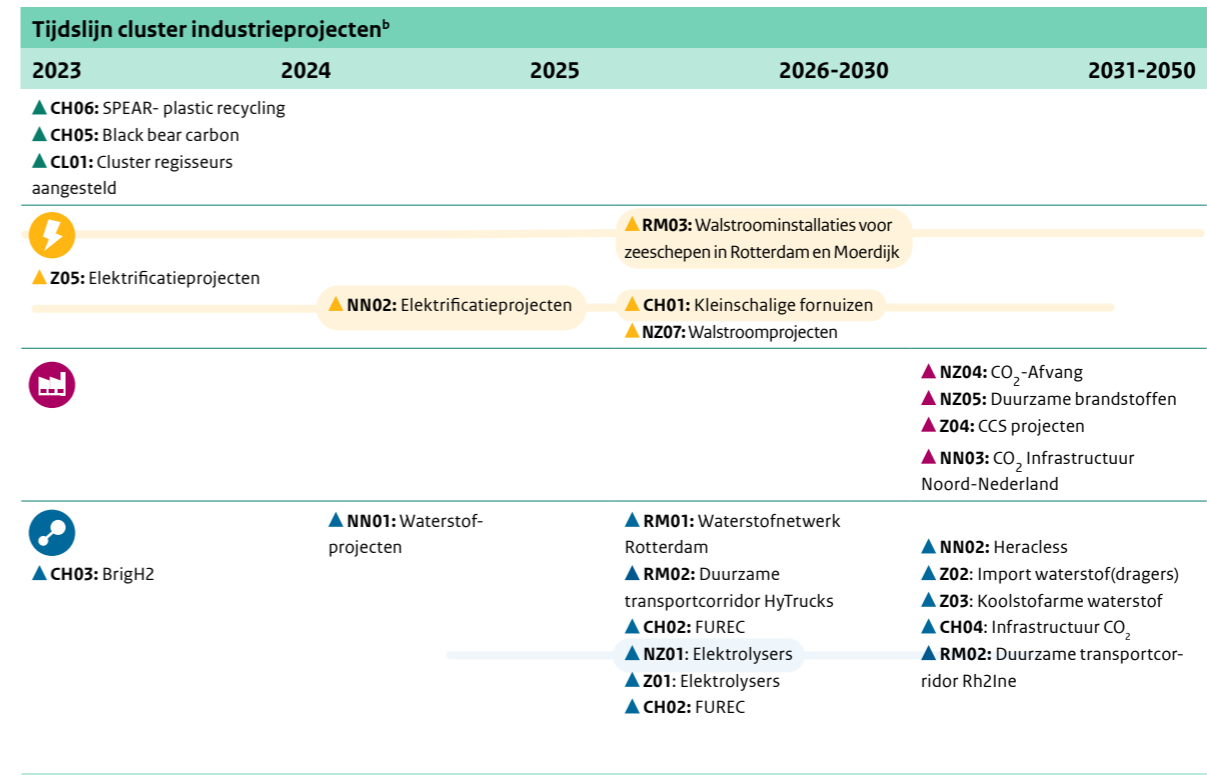 Tijdslijn cluster industrieprojectenᵇ
2023 2024 2025 2026-2030 2031-2050
▲ CH06: SPEAR- plastic recycling
▲ CH05: Black bear carbon
▲ CL01: Cluster regisseurs
aangesteld
▲ RM03: Walstroominstallaties voor
zeeschepen in Rotterdam en Moerdijk
▲ Z05: Elektrificatieprojecten
▲ NN02: Elektrificatieprojecten
▲ CH01: Kleinschalige fornuizen
▲ NZ07: Walstroomprojecten
▲ NZ04: CO₂-Afvang
▲ NZ05: Duurzame brandstoffen
▲ Z04: CCS projecten
▲ NN03: CO₂ Infrastructuur
Noord-Nederland
▲ CH03: BrigH2
▲ NN01: Waterstof-
projecten
▲ RM01: Waterstofnetwerk
Rotterdam
▲ RM02: Duurzame
transportcorridor HyTrucks
▲ CH02: FUREC
▲ NZ01: Elektrolysers
▲ Z01: Elektrolysers
▲ CH02: FUREC
▲ NN02: Heracless
▲ Z02: Import waterstof(dragers)
▲ Z03: Koolstofarme waterstof
▲ CH04: Infrastructuur CO₂
▲ RM02: Duurzame transportcor-
ridor Rh2Ine